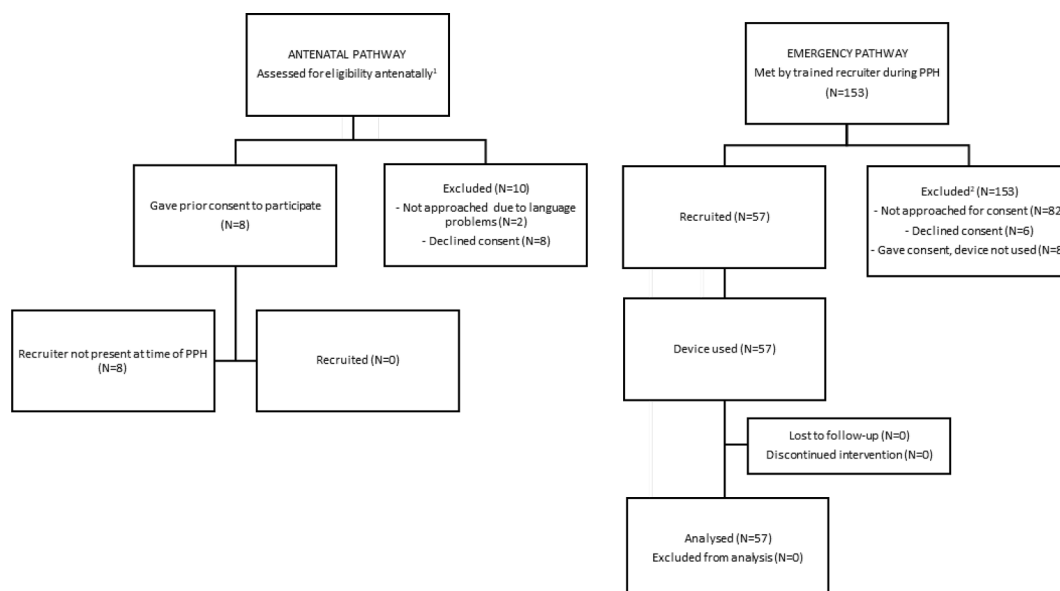 ANTENATAL PATHWAY
Assessed for eligibility antenatally¹
Gave prior consent to participate
(N=8)
Excluded (N=10)
- Not approached due to language
problems (N=2)
- Declined consent (N=8)
Recruiter not present at time of PPH
(N=8)
Recruited (N=0)
EMERGENCY PATHWAY
Met by trained recruiter during PPH
(N=153)
Recruited (N=57)
Excluded² (N=153)
- Not approached for consent (N=82
- Declined consent (N=6)
- Gave consent, device not used (N=8
Device used (N=57)
Lost to follow-up (N=0)
Discontinued intervention (N=0)
Analysed (N=57)
Excluded from analysis (N=0)